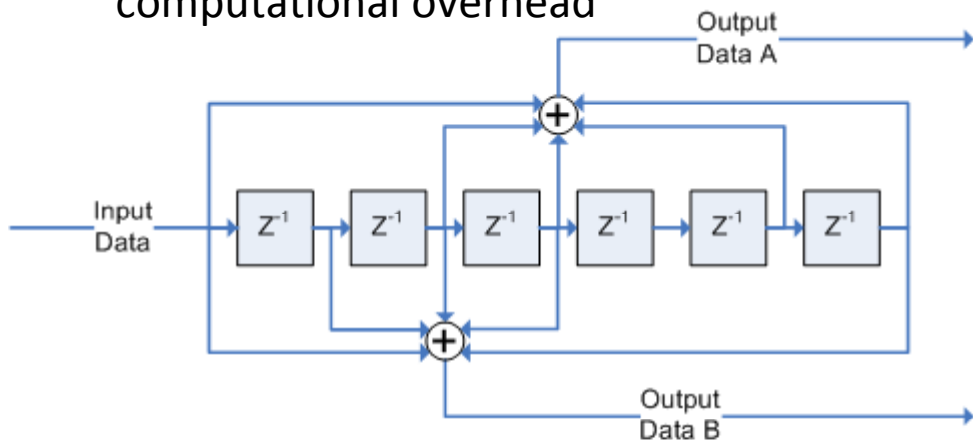 computational overhead
Output
Data A
+
Input
Data
Z⁻¹ Z⁻¹ Z⁻¹ Z⁻¹ Z⁻¹ Z⁻¹
+
Output
Data B